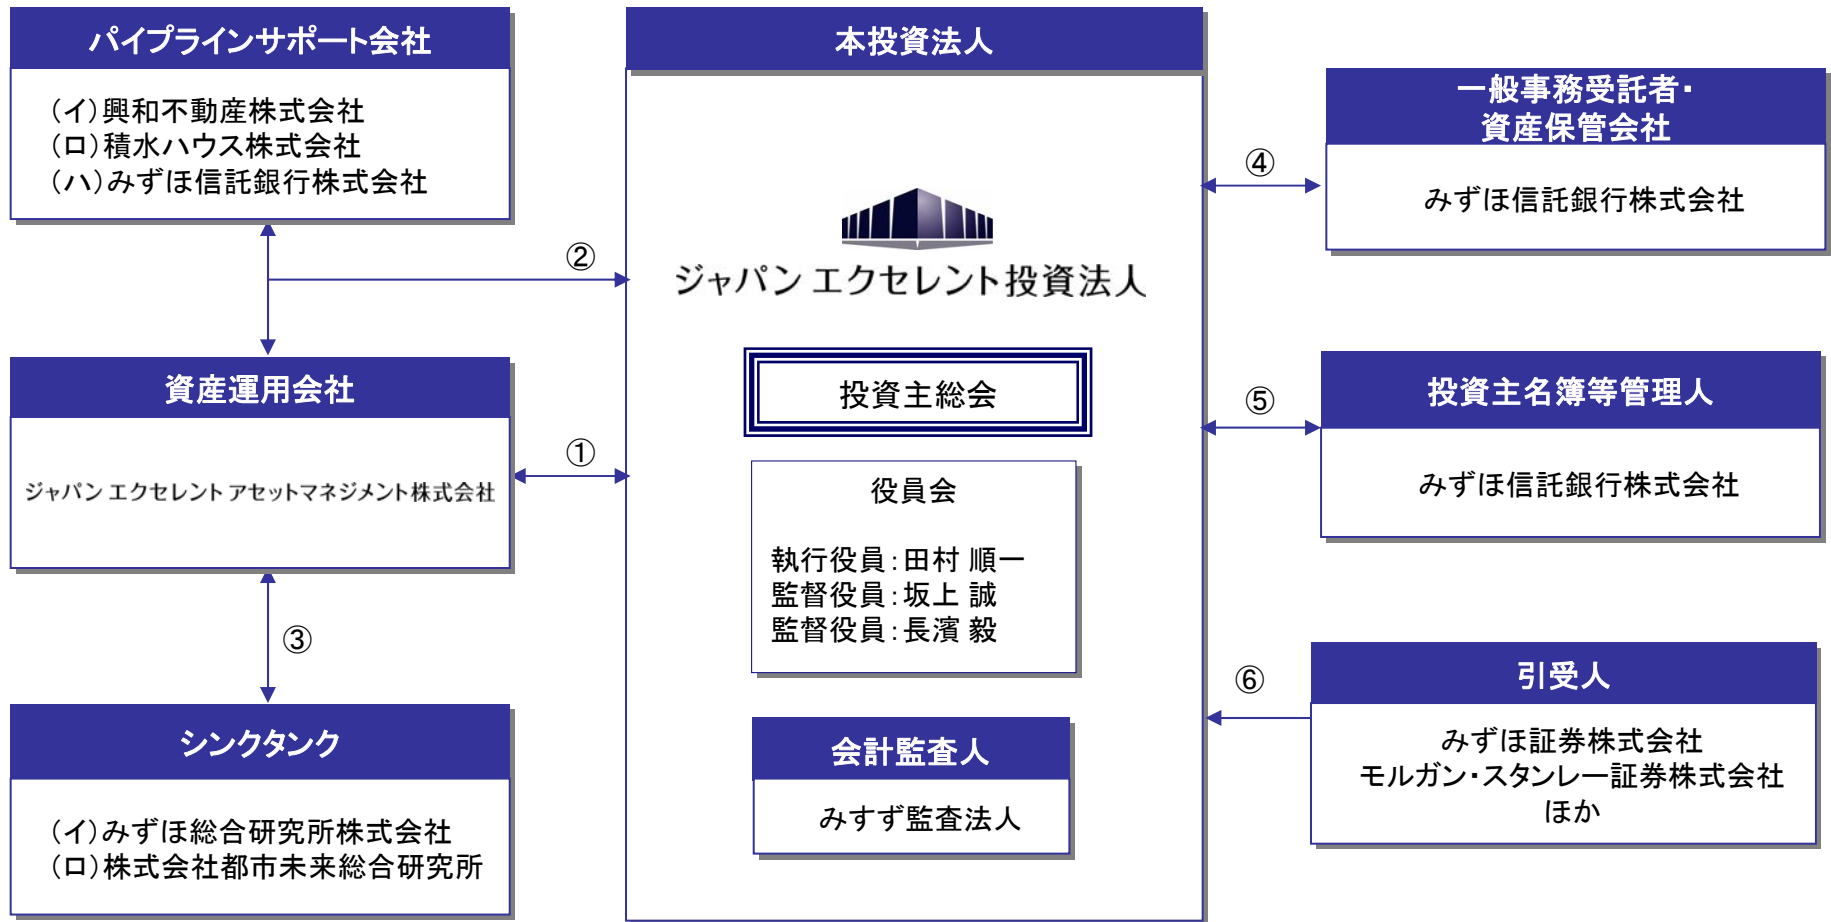 パイプラインサポート会社
(イ)興和不動産株式会社
(ロ)積水ハウス株式会社
(ハ)みずほ信託銀行株式会社
②
資産運用会社
ジャパン エクセレント アセットマネジメント株式会社
①
③
シンクタンク
(イ)みずほ総合研究所株式会社
(ロ)株式会社都市未来総合研究所
本投資法人
ジャパン エクセレント投資法人
投資主総会
役員会
執行役員:田村 順一
監督役員:坂上 誠
監督役員:長濱 毅
会計監査人
みすず監査法人
一般事務受託者・
資産保管会社
みずほ信託銀行株式会社
④
投資主名簿等管理人
みずほ信託銀行株式会社
⑤
引受人
みずほ証券株式会社
モルガン・スタンレー証券株式会社
ほか
⑥